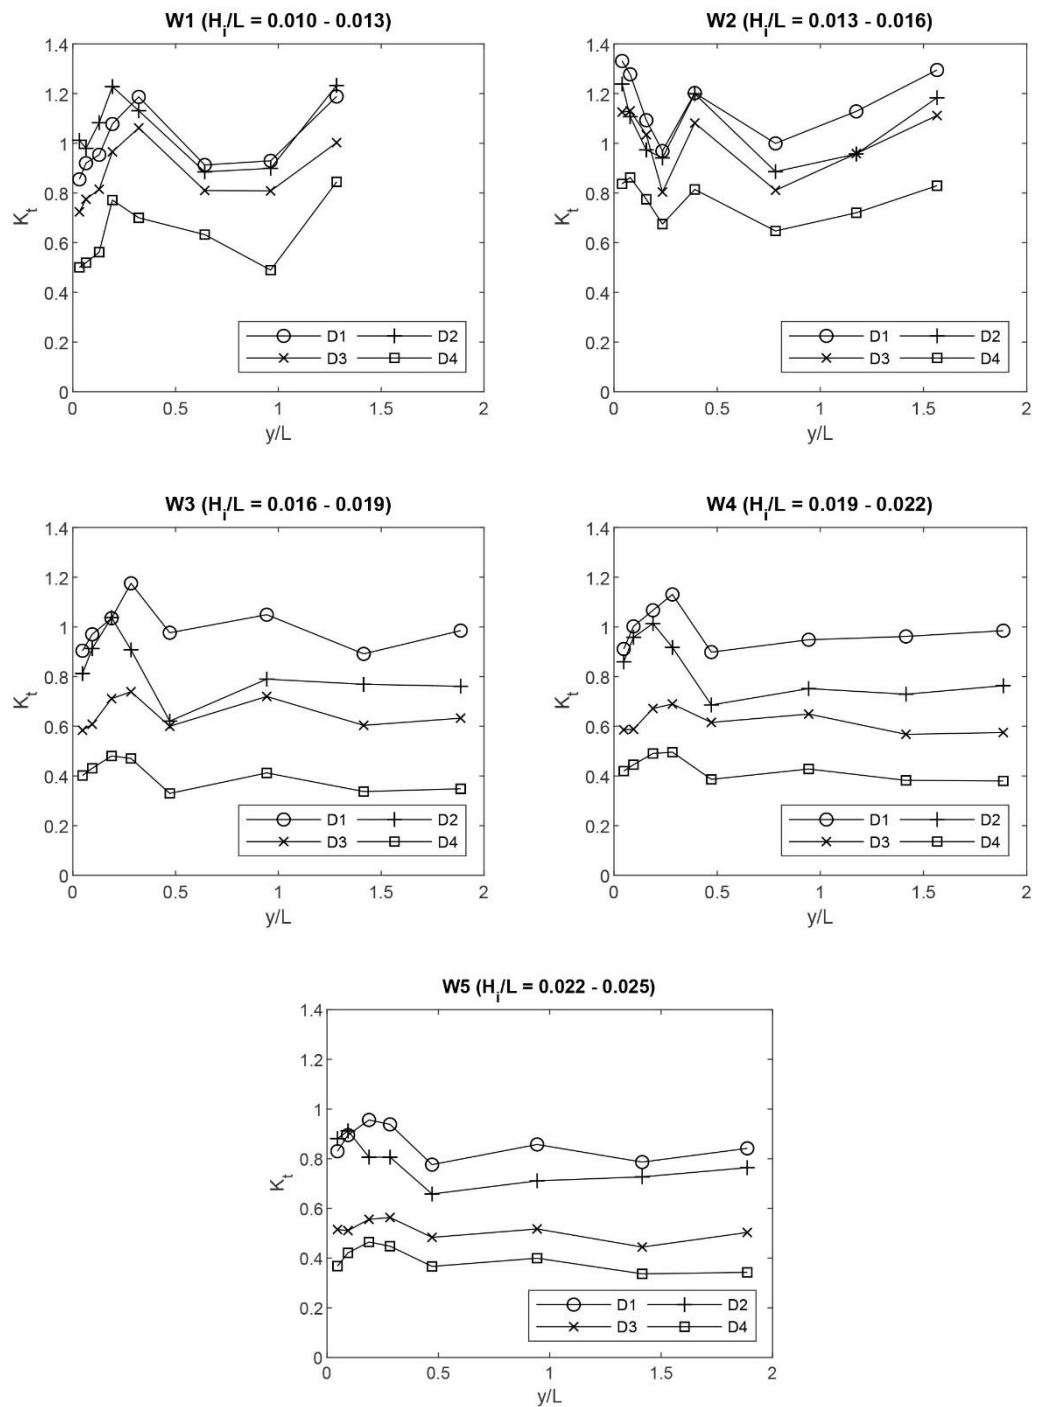 W1 (Hi/L = 0.010 - 0.013)
1.4
1.2
1
0.8
0.6
0.4
0.2
0
Kt
D1 D2
D3 D4
0 0.5 1 1.5 2
y/L
W2 (Hi/L = 0.013 - 0.016)
1.4
1.2
1
0.8
0.6
0.4
0.2
0
Kt
D1 D2
D3 D4
0 0.5 1 1.5 2
y/L
W3 (Hi/L = 0.016 - 0.019)
1.4
1.2
1
0.8
0.6
0.4
0.2
0
Kt
D1 D2
D3 D4
0 0.5 1 1.5 2
y/L
W4 (Hi/L = 0.019 - 0.022)
1.4
1.2
1
0.8
0.6
0.4
0.2
0
Kt
D1 D2
D3 D4
0 0.5 1 1.5 2
y/L
W5 (Hi/L = 0.022 - 0.025)
1.4
1.2
1
0.8
0.6
0.4
0.2
0
Kt
D1 D2
D3 D4
0 0.5 1 1.5 2
y/L